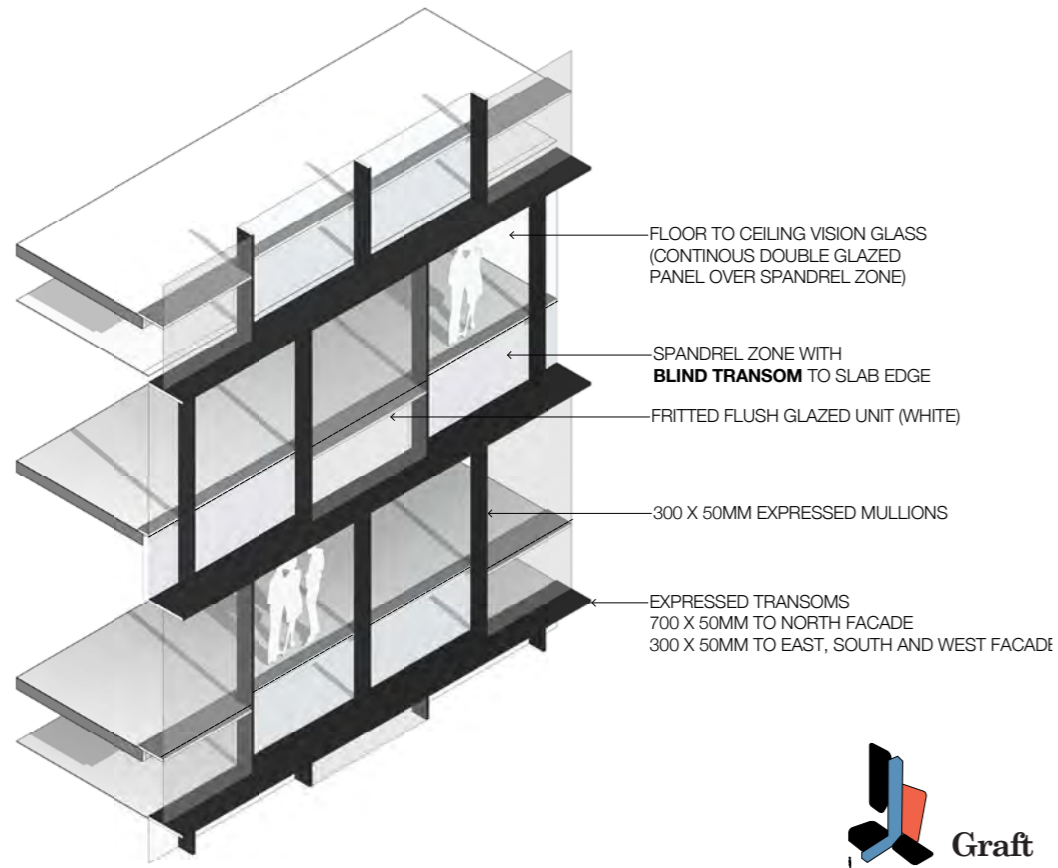 FLOOR TO CEILING VISION GLASS
(CONTINOUS DOUBLE GLAZED
PANEL OVER SPANDREL ZONE)
SPANDREL ZONE WITH
BLIND TRANSOM TO SLAB EDGE
FRITTED FLUSH GLAZED UNIT (WHITE)
300 X 50MM EXPRESSED MULLIONS
EXPRESSED TRANSOMS
700 X 50MM TO NORTH FACADE
300 X 50MM TO EAST, SOUTH AND WEST FACADE
Graft